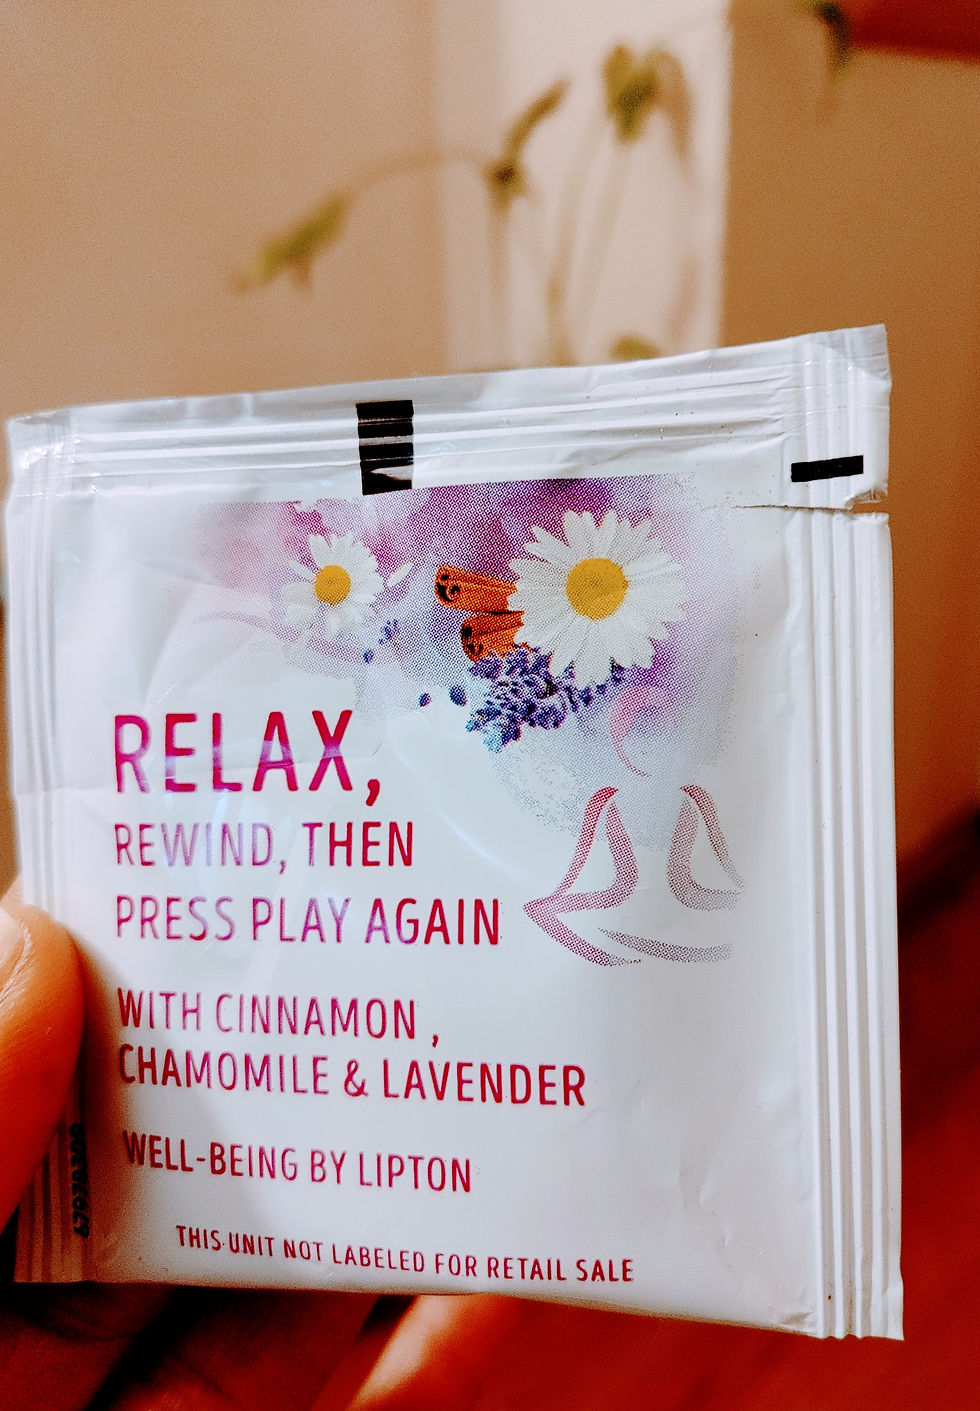 RELAX,
REWIND, THEN
PRESS PLAY AGAIN
WITH CINNAMON ,
CHAMOMILE & LAVENDER
WELL-BEING BY LIPTON
THIS UNIT NOT LABELED FOR RETAIL SALE